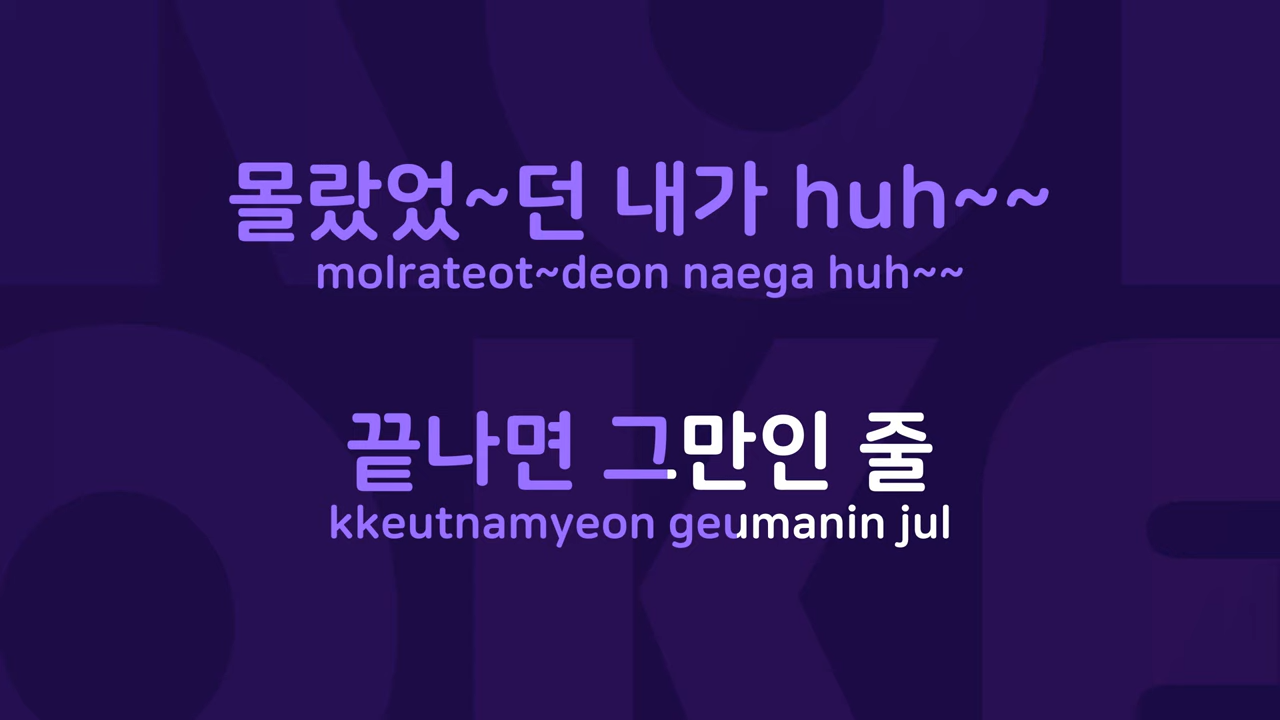 몰랐었~던 내가 huh~~
molrateot~deon naega huh~~
끝나면 그만인 줄
kkeutnamyeon geumanin jul